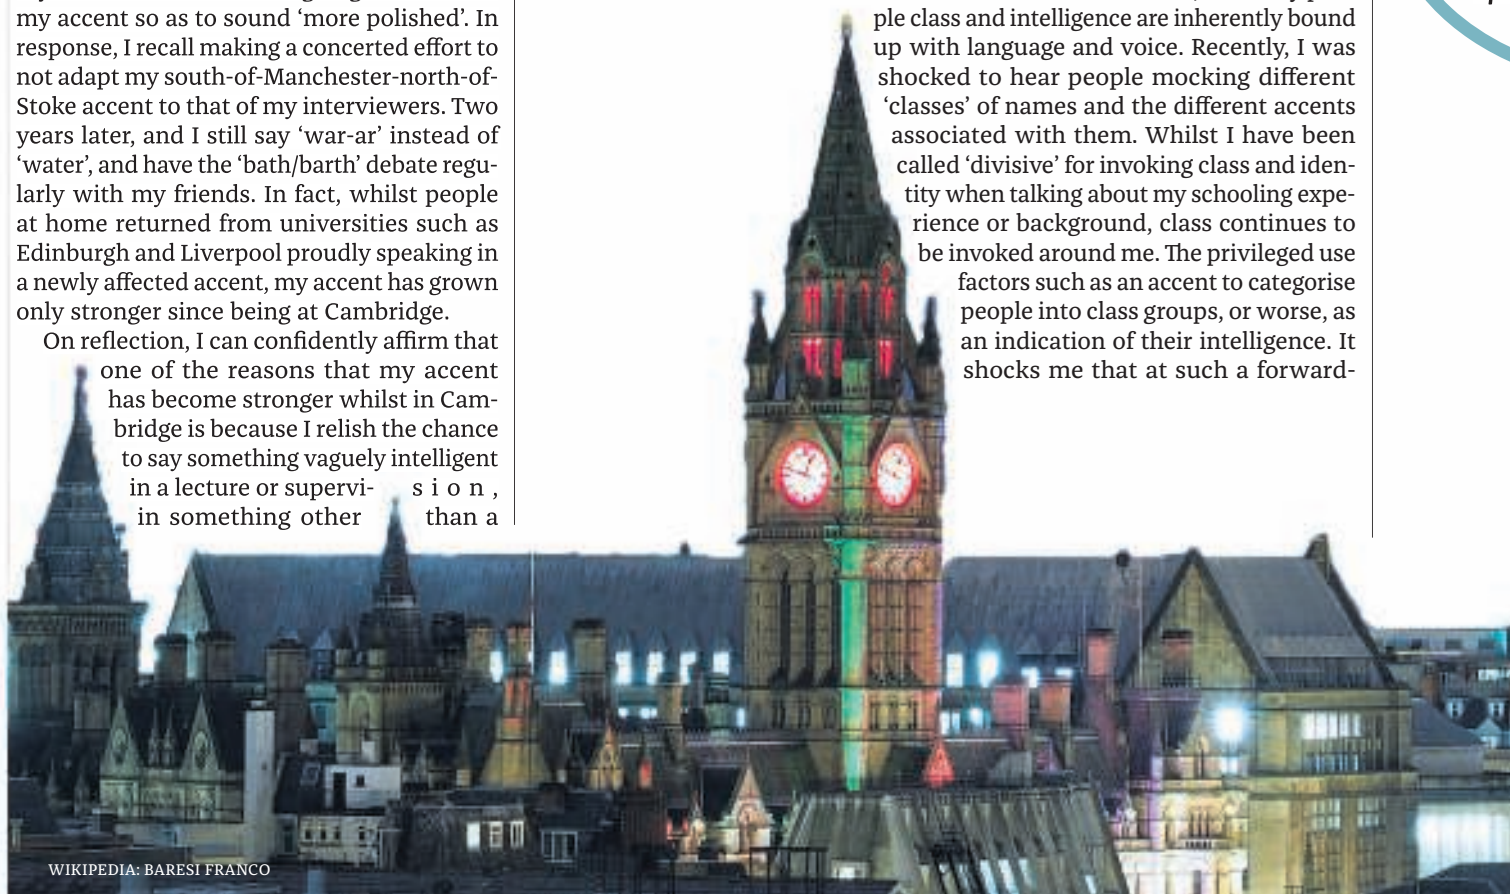 my accent so as to sound ‘more polished’. In
response, I recall making a concerted effort to
not adapt my south-of-Manchester-north-of-
Stoke accent to that of my interviewers. Two
years later, and I still say ‘war-ar’ instead of
‘water’, and have the ‘bath/barth’ debate regu-
larly with my friends. In fact, whilst people
at home returned from universities such as
Edinburgh and Liverpool proudly speaking in
a newly affected accent, my accent has grown
only stronger since being at Cambridge.
On reflection, I can confidently affirm that
one of the reasons that my accent
has become stronger whilst in Cam-
bridge is because I relish the chance
to say something vaguely intelligent
in a lecture or supervi- sion,
in something other than a
ple class and intelligence are inherently bound
up with language and voice. Recently, I was
shocked to hear people mocking different
‘classes’ of names and the different accents
associated with them. Whilst I have been
called ‘divisive’ for invoking class and iden-
tity when talking about my schooling expe-
rience or background, class continues to
be invoked around me. The privileged use
factors such as an accent to categorise
people into class groups, or worse, as
an indication of their intelligence. It
shocks me that at such a forward-
WIKIPEDIA: BARESI FRANCO